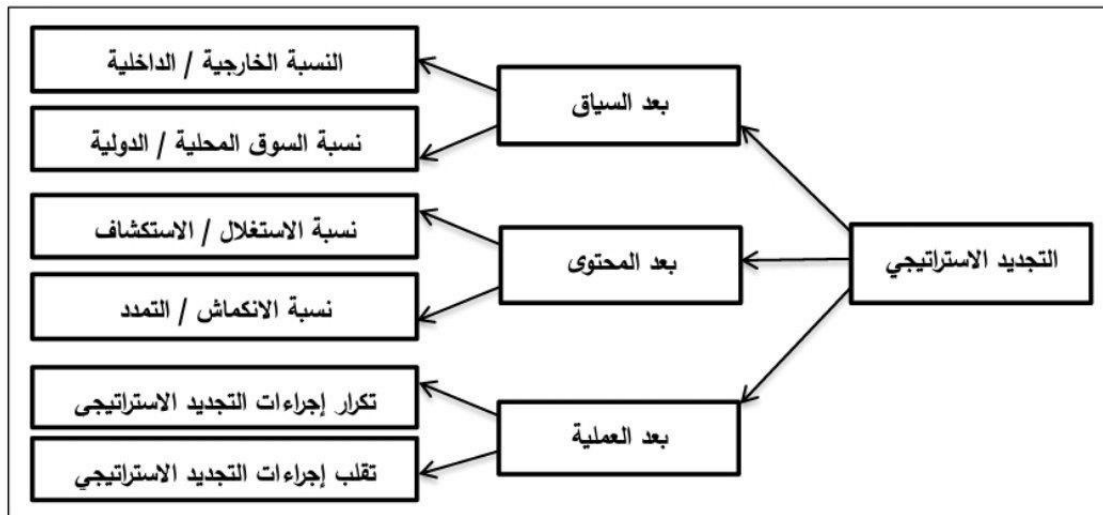 التجديد الاستراتيجي
بعد السياق
النسبة الخارجية / الداخلية
نسبة السوق المحلية / الدولية
بعد المحتوى
نسبة الاستغلال / الاستكشاف
نسبة الانكماش / التمدد
بعد العملية
تكرار إجراءات التجديد الاستراتيجي
تقلب إجراءات التجديد الاستراتيجي